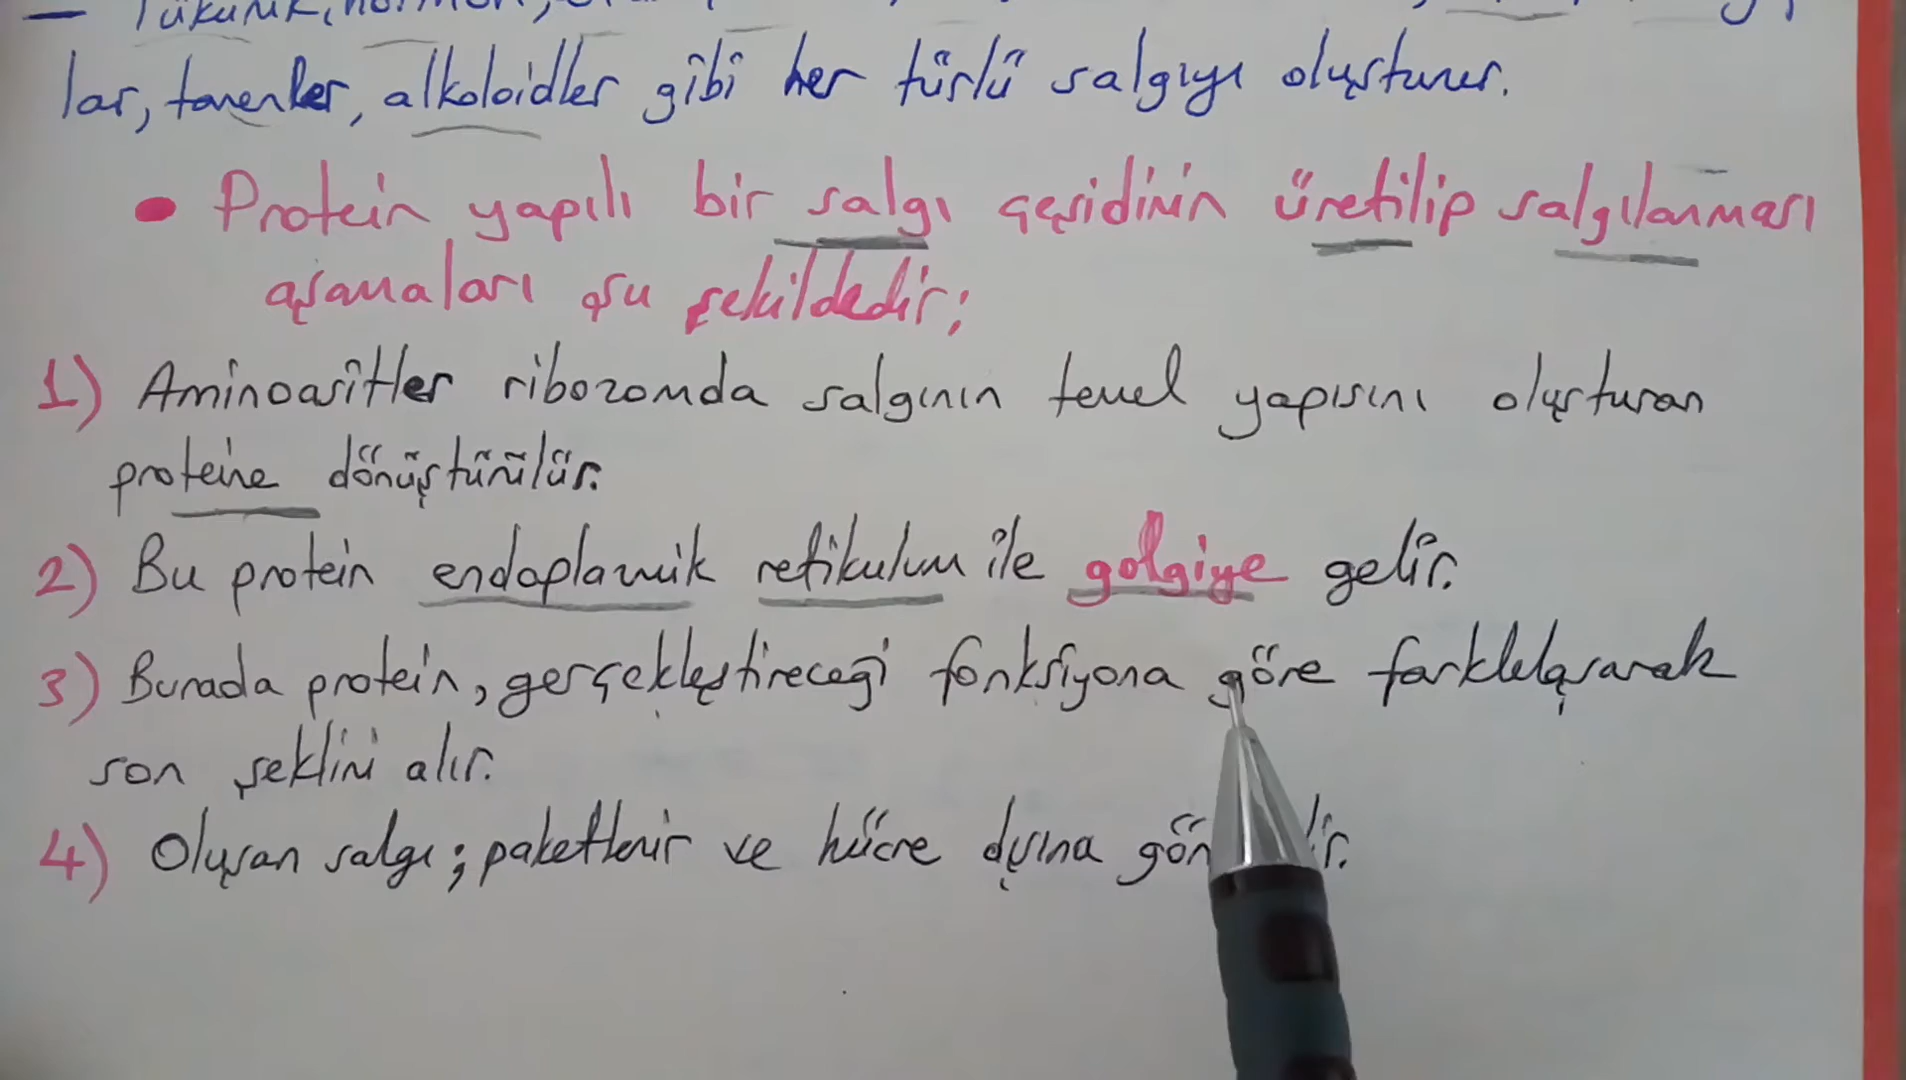 — Tükürük, hormon,
lar, tanenler, alkoloidler gibi her türlü salgıyı oluşturur.
• Protein yapılı bir salgı çeşidinin üretilip salgılanması
aşamaları şu şekildedir;
1) Aminoasitler ribozomda salgının temel yapısını oluşturan
proteine dönüştürülür.
2) Bu protein endoplazmik retikulum ile golgiye gelir.
3) Burada protein, gerçekleştireceği fonksiyona göre farklılaşarak
son şeklini alır.
4) Oluşan salgı; paketlenir ve hücre dışına